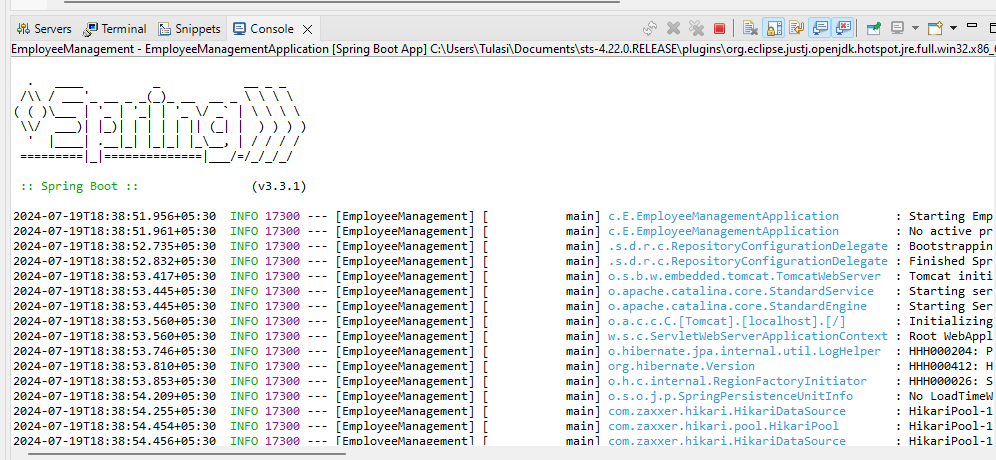 Servers Terminal Snippets Console
EmployeeManagement - EmployeeManagementApplication [Spring Boot App] C:\Users\Tulasi\Documents\sts-4.22.0.RELEASE\plugins\org.eclipse.justj.openjdk.hotspot.jre.full.win32.x86_6
  .   ____          _            __ _ _
 /\\ / ___'_ __ _ _(_)_ __  __ _ \ \ \ \
( ( )\___ | '_ | '_| | '_ \/ _` | \ \ \ \
 \\/  ___)| |_)| | | | | || (_| |  ) ) ) )
  '  |____| .__|_| |_|_| |_\__, | / / / /
 =========|_|==============|___/=/_/_/_/
 :: Spring Boot ::                (v3.3.1)
2024-07-19T18:38:51.956+05:30  INFO 17300 --- [EmployeeManagement] [           main] c.E.EmployeeManagementApplication        : Starting Emp
2024-07-19T18:38:51.961+05:30  INFO 17300 --- [EmployeeManagement] [           main] c.E.EmployeeManagementApplication        : No active pr
2024-07-19T18:38:52.735+05:30  INFO 17300 --- [EmployeeManagement] [           main] .s.d.r.c.RepositoryConfigurationDelegate : Bootstrappin
2024-07-19T18:38:52.832+05:30  INFO 17300 --- [EmployeeManagement] [           main] .s.d.r.c.RepositoryConfigurationDelegate : Finished Spr
2024-07-19T18:38:53.417+05:30  INFO 17300 --- [EmployeeManagement] [           main] o.s.b.w.embedded.tomcat.TomcatWebServer  : Tomcat initi
2024-07-19T18:38:53.445+05:30  INFO 17300 --- [EmployeeManagement] [           main] o.apache.catalina.core.StandardService   : Starting ser
2024-07-19T18:38:53.445+05:30  INFO 17300 --- [EmployeeManagement] [           main] o.apache.catalina.core.StandardEngine    : Starting Ser
2024-07-19T18:38:53.560+05:30  INFO 17300 --- [EmployeeManagement] [           main] o.a.c.c.C.[Tomcat].[localhost].[/]       : Initializing
2024-07-19T18:38:53.560+05:30  INFO 17300 --- [EmployeeManagement] [           main] w.s.c.ServletWebServerApplicationContext : Root WebAppl
2024-07-19T18:38:53.746+05:30  INFO 17300 --- [EmployeeManagement] [           main] o.hibernate.jpa.internal.util.LogHelper  : HHH000204: P
2024-07-19T18:38:53.810+05:30  INFO 17300 --- [EmployeeManagement] [           main] org.hibernate.Version                    : HHH000412: H
2024-07-19T18:38:53.853+05:30  INFO 17300 --- [EmployeeManagement] [           main] o.h.c.internal.RegionFactoryInitiator    : HHH000026: S
2024-07-19T18:38:54.209+05:30  INFO 17300 --- [EmployeeManagement] [           main] o.s.o.j.p.SpringPersistenceUnitInfo      : No LoadTimeW
2024-07-19T18:38:54.255+05:30  INFO 17300 --- [EmployeeManagement] [           main] com.zaxxer.hikari.HikariDataSource       : HikariPool-1
2024-07-19T18:38:54.454+05:30  INFO 17300 --- [EmployeeManagement] [           main] com.zaxxer.hikari.pool.HikariPool        : HikariPool-1
2024-07-19T18:38:54.456+05:30  INFO 17300 --- [EmployeeManagement] [           main] com.zaxxer.hikari.HikariDataSource       : HikariPool-1